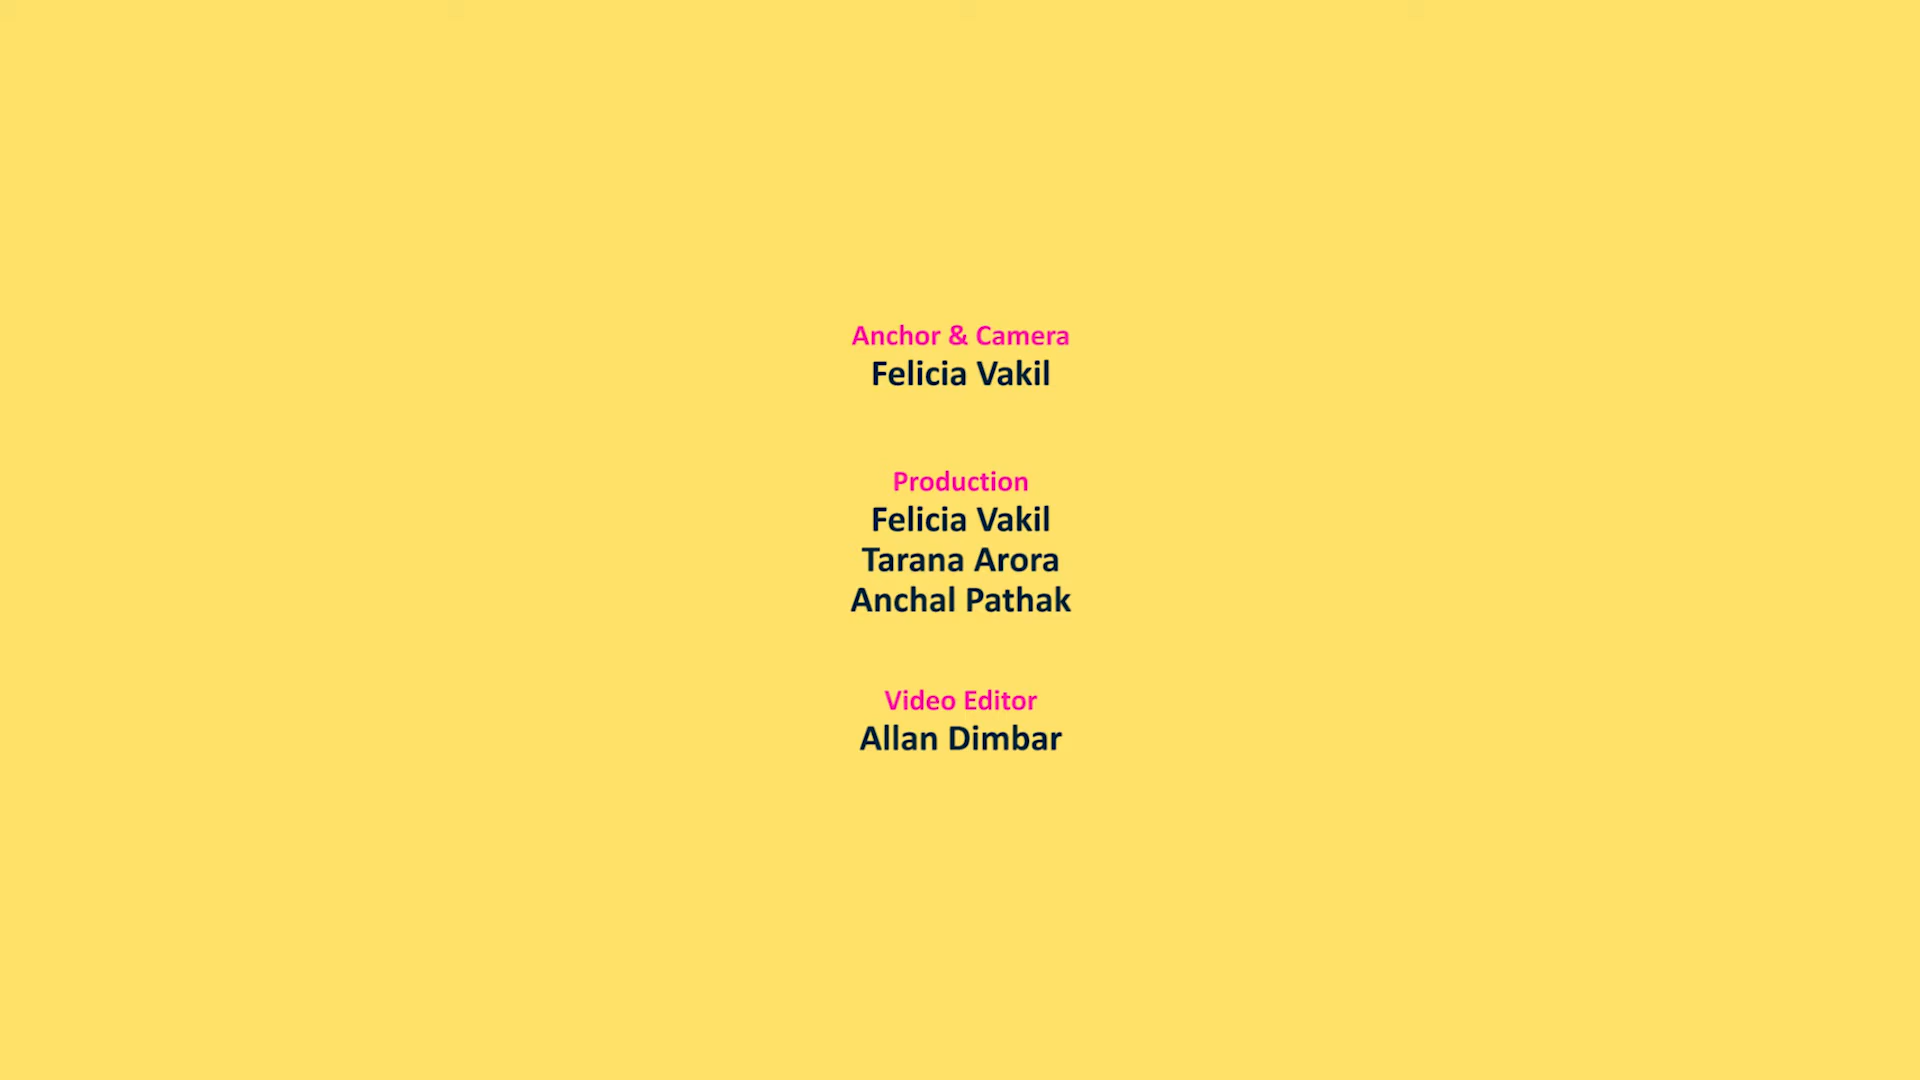 Anchor & Camera
Felicia Vakil
Production
Felicia Vakil
Tarana Arora
Anchal Pathak
Video Editor
Allan Dimbar